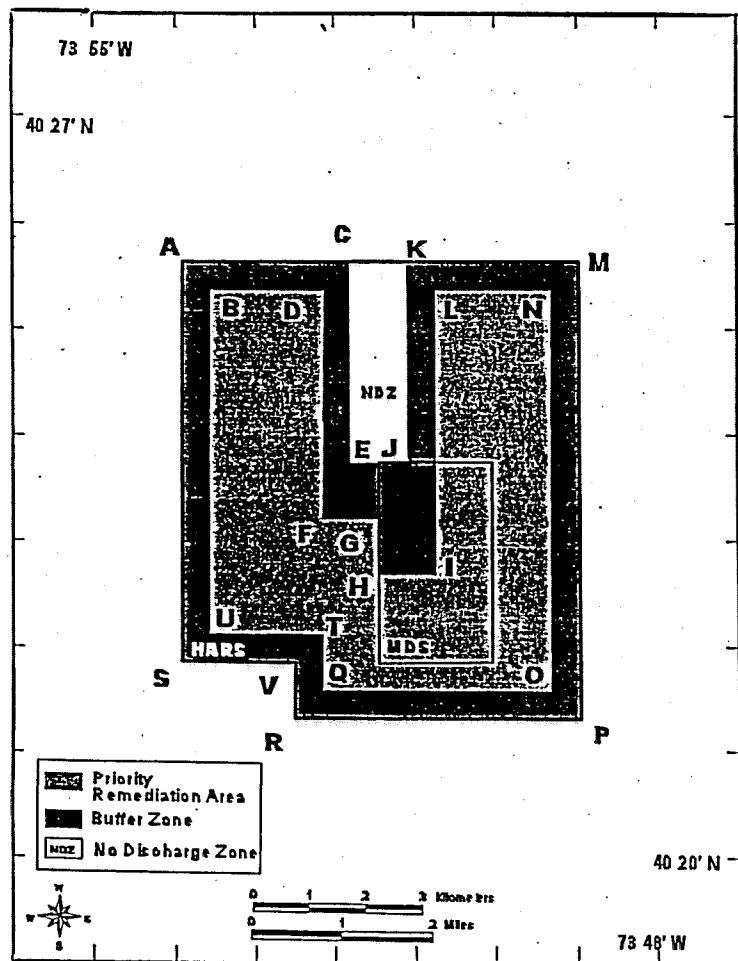 73 55' W
40 27' N
A
C
K
M
B
D
L
N
NDZ
E
J
F
G
H
I
U
T
HARS
MDS
S
V
Q
O
R
P
Priority
Remediation Area
Buffer Zone
NDZ No Discharge Zone
40 20' N
0 1 2 3 Kilometers
0 1 2 Miles
W
W E
S
73 48' W